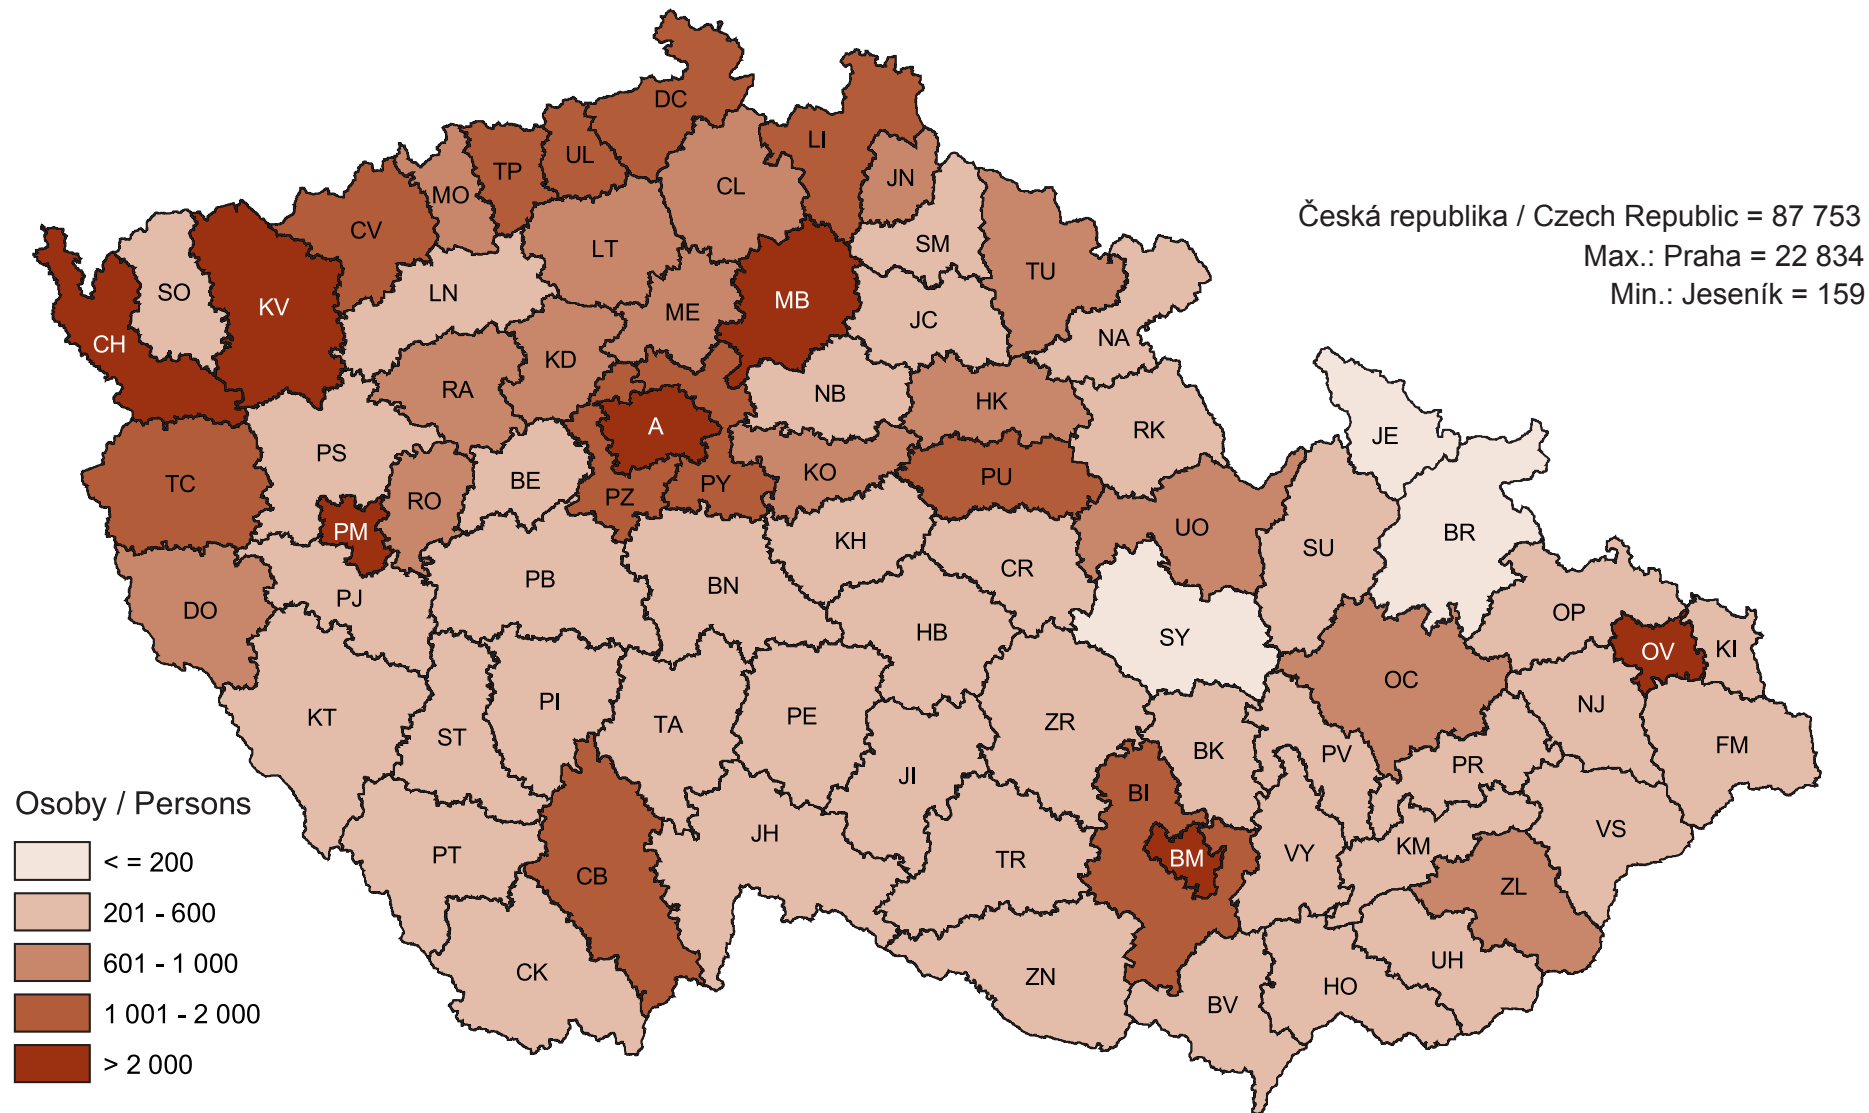 DC
LI
UL
TP
JN
CL
MO
CV
SM
LT
TU
SO
LN
MB
KV
ME
JC
NA
CH
KD
RA
NB
HK
A
RK
JE
PS
KO
BE
TC
PY
PU
PZ
RO
PM
UO
BR
SU
KH
CR
PB
BN
PJ
DO
OP
HB
SY
OV
KI
OC
PI
NJ
KT
PE
TA
ZR
ST
FM
BK
PV
PR
JI
BI
VS
JH
KM
PT
TR
BM
VY
CB
ZL
UH
CK
ZN
HO
BV
Česká republika / Czech Republic = 87 753
Max.: Praha = 22 834
Min.: Jeseník = 159
Osoby / Persons
< = 200
201 - 600
601 - 1 000
1 001 - 2 000
> 2 000